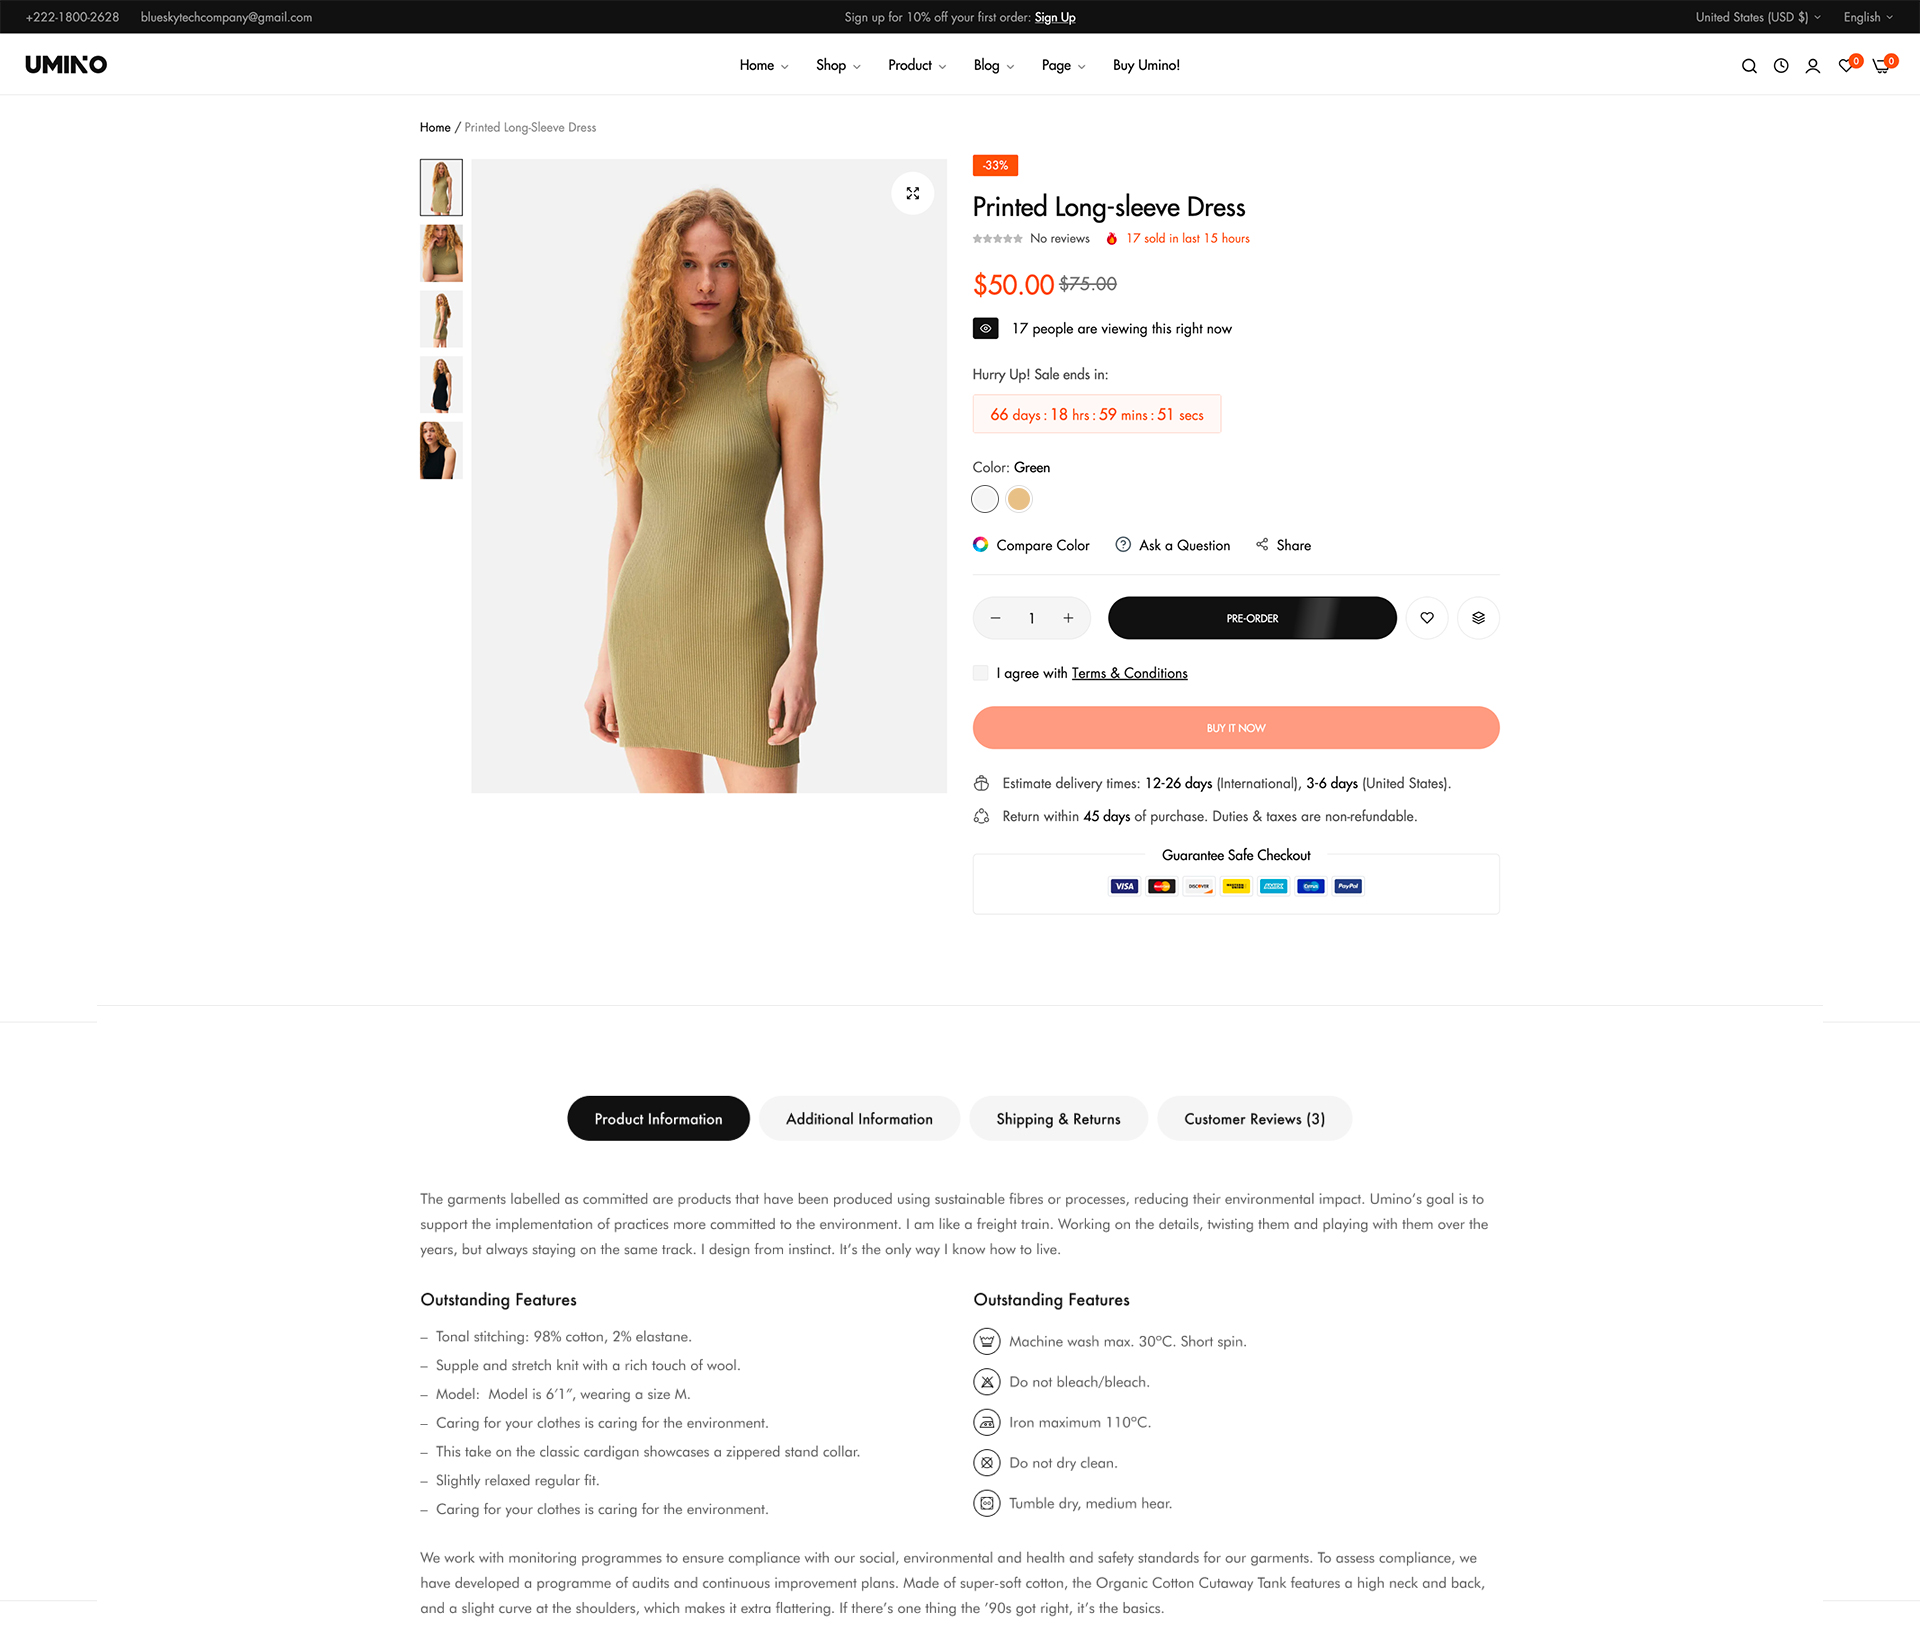 +222-1800-2628 blueskytechcompany@gmail.com Sign up for 10% off your first order: Sign Up United States (USD $) English
UMINO Home Shop Product Blog Page Buy Umino! 0 0
Home / Printed Long-Sleeve Dress
-33%
Printed Long-sleeve Dress
No reviews 17 sold in last 15 hours
$50.00 $75.00
17 people are viewing this right now
Hurry Up! Sale ends in:
66 days : 18 hrs : 59 mins : 51 secs
Color: Green
Compare Color Ask a Question Share
− 1 + PRE-ORDER
I agree with Terms & Conditions
BUY IT NOW
Estimate delivery times: 12-26 days (International), 3-6 days (United States).
Return within 45 days of purchase. Duties & taxes are non-refundable.
Guarantee Safe Checkout
VISA DISCOVER Cirrus PayPal
Product Information Additional Information Shipping & Returns Customer Reviews (3)
The garments labelled as committed are products that have been produced using sustainable fibres or processes, reducing their environmental impact. Umino’s goal is to
support the implementation of practices more committed to the environment. I am like a freight train. Working on the details, twisting them and playing with them over the
years, but always staying on the same track. I design from instinct. It’s the only way I know how to live.
Outstanding Features
– Tonal stitching: 98% cotton, 2% elastane.
– Supple and stretch knit with a rich touch of wool.
– Model: Model is 6′1″, wearing a size M.
– Caring for your clothes is caring for the environment.
– This take on the classic cardigan showcases a zippered stand collar.
– Slightly relaxed regular fit.
– Caring for your clothes is caring for the environment.
Outstanding Features
Machine wash max. 30ºC. Short spin.
Do not bleach/bleach.
Iron maximum 110ºC.
Do not dry clean.
Tumble dry, medium hear.
We work with monitoring programmes to ensure compliance with our social, environmental and health and safety standards for our garments. To assess compliance, we
have developed a programme of audits and continuous improvement plans. Made of super-soft cotton, the Organic Cotton Cutaway Tank features a high neck and back,
and a slight curve at the shoulders, which makes it extra flattering. If there’s one thing the ’90s got right, it’s the basics.